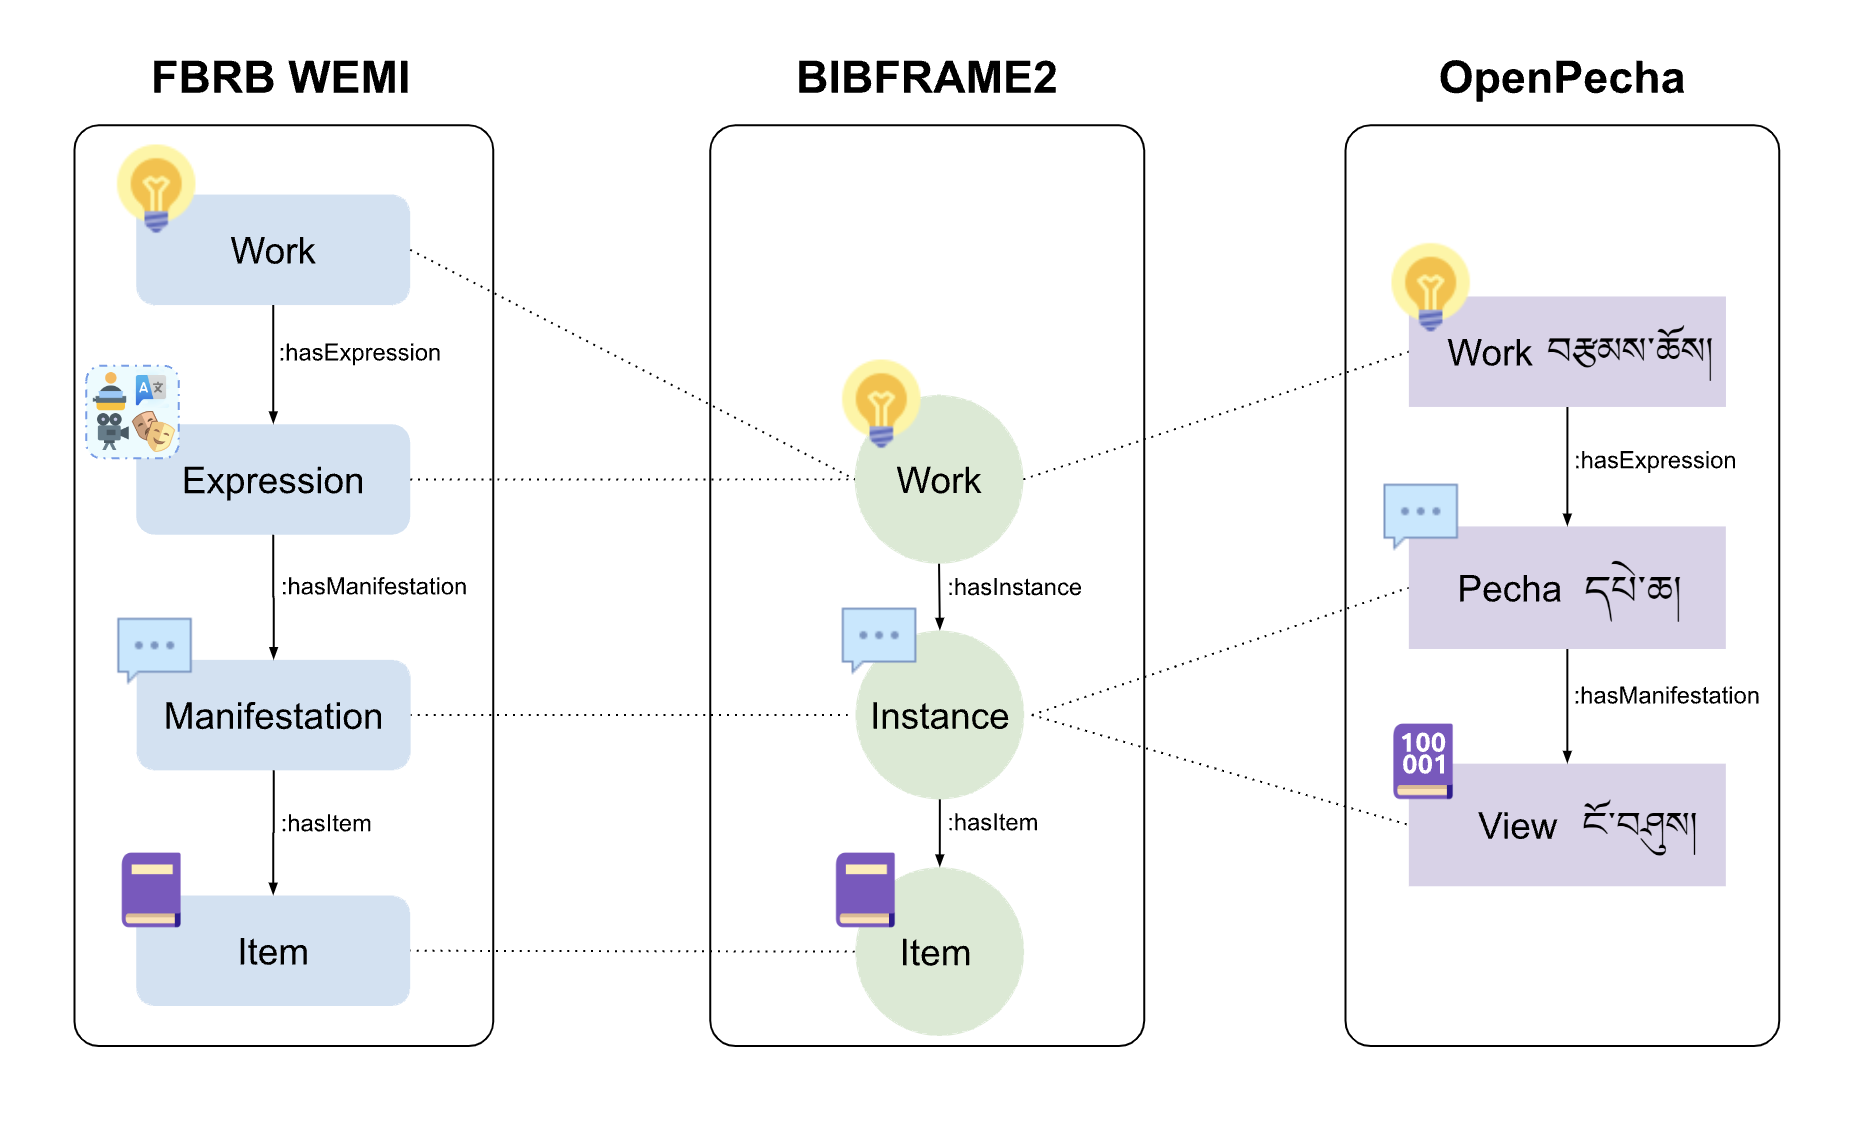 FBRB WEMI
Work
:hasExpression
Expression
:hasManifestation
Manifestation
:hasItem
Item
BIBFRAME2
Work
:hasInstance
Instance
:hasItem
Item
OpenPecha
Work བརྩམས་ཆོས།
:hasExpression
Pecha དཔེ་ཆ།
:hasManifestation
100
001
View ངོ་བཤུས།
A 文